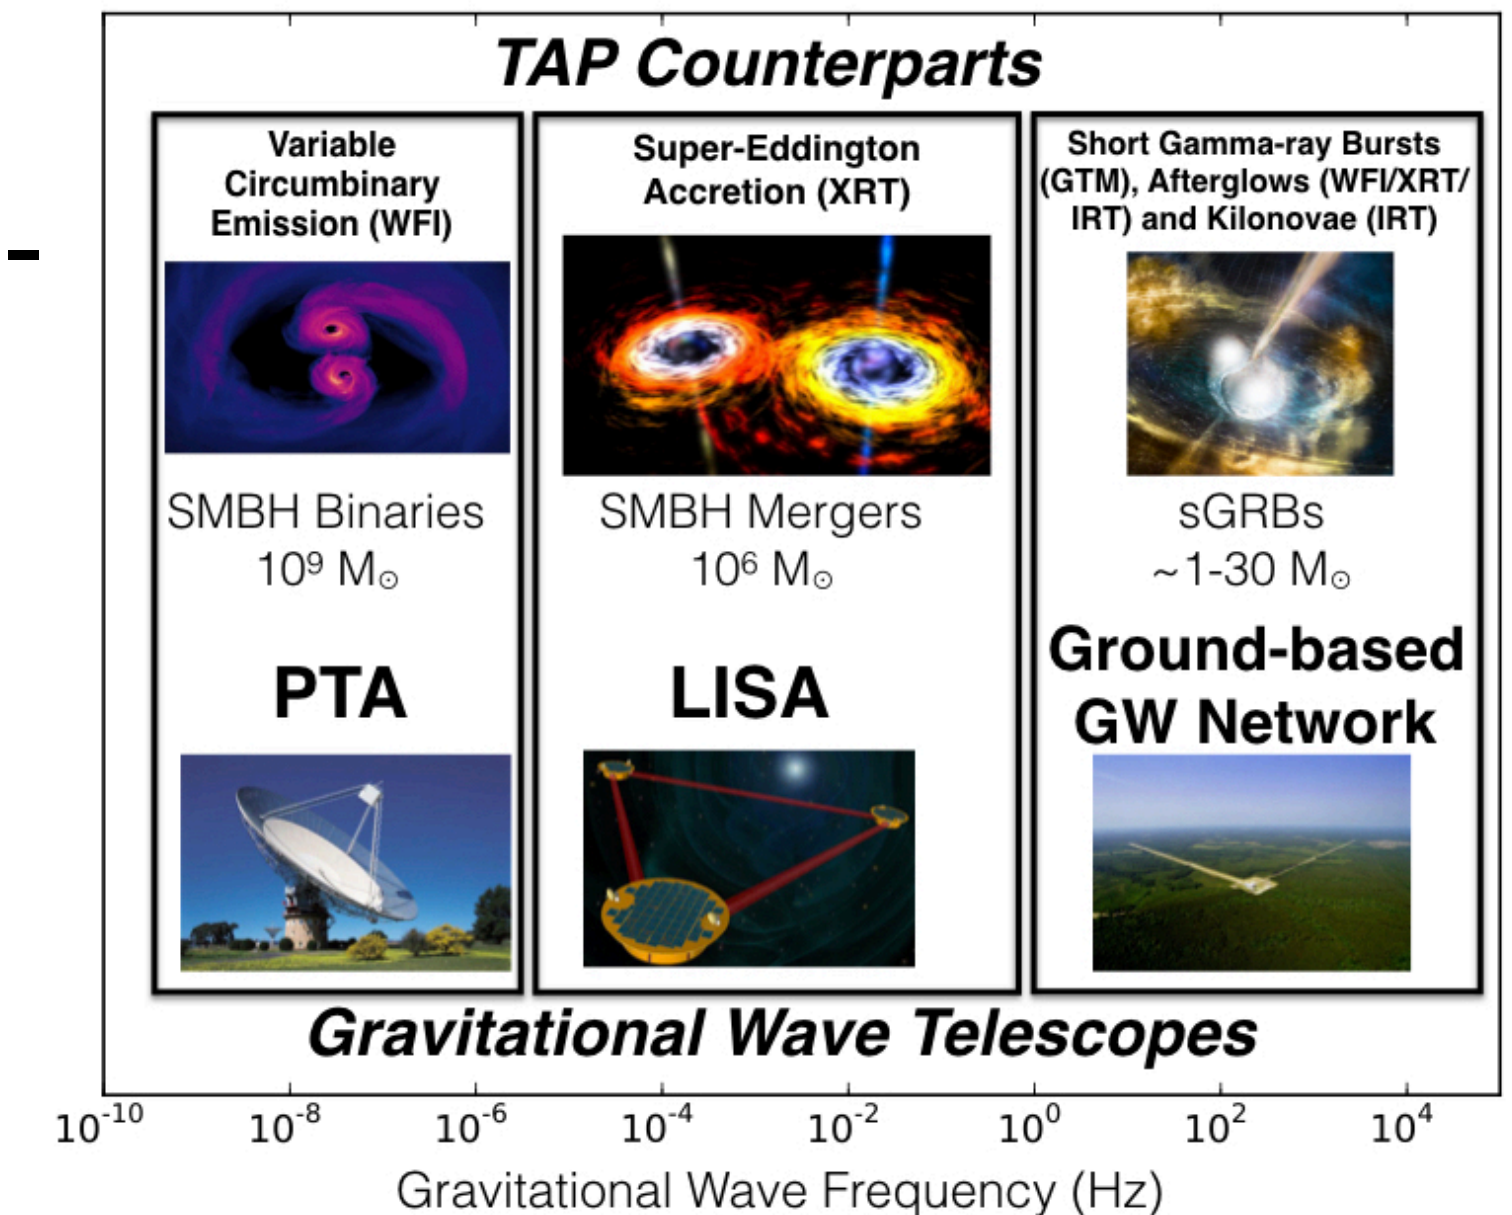 TAP Counterparts
Variable
Circumbinary
Emission (WFI)
SMBH Binaries
10⁹ M☉
PTA
Super-Eddington
Accretion (XRT)
SMBH Mergers
10⁶ M☉
LISA
Short Gamma-ray Bursts
(GTM), Afterglows (WFI/XRT/
IRT) and Kilonovae (IRT)
sGRBs
~1-30 M☉
Ground-based
GW Network
Gravitational Wave Telescopes
10⁻¹⁰ 10⁻⁸ 10⁻⁶ 10⁻⁴ 10⁻² 10⁰ 10² 10⁴
Gravitational Wave Frequency (Hz)